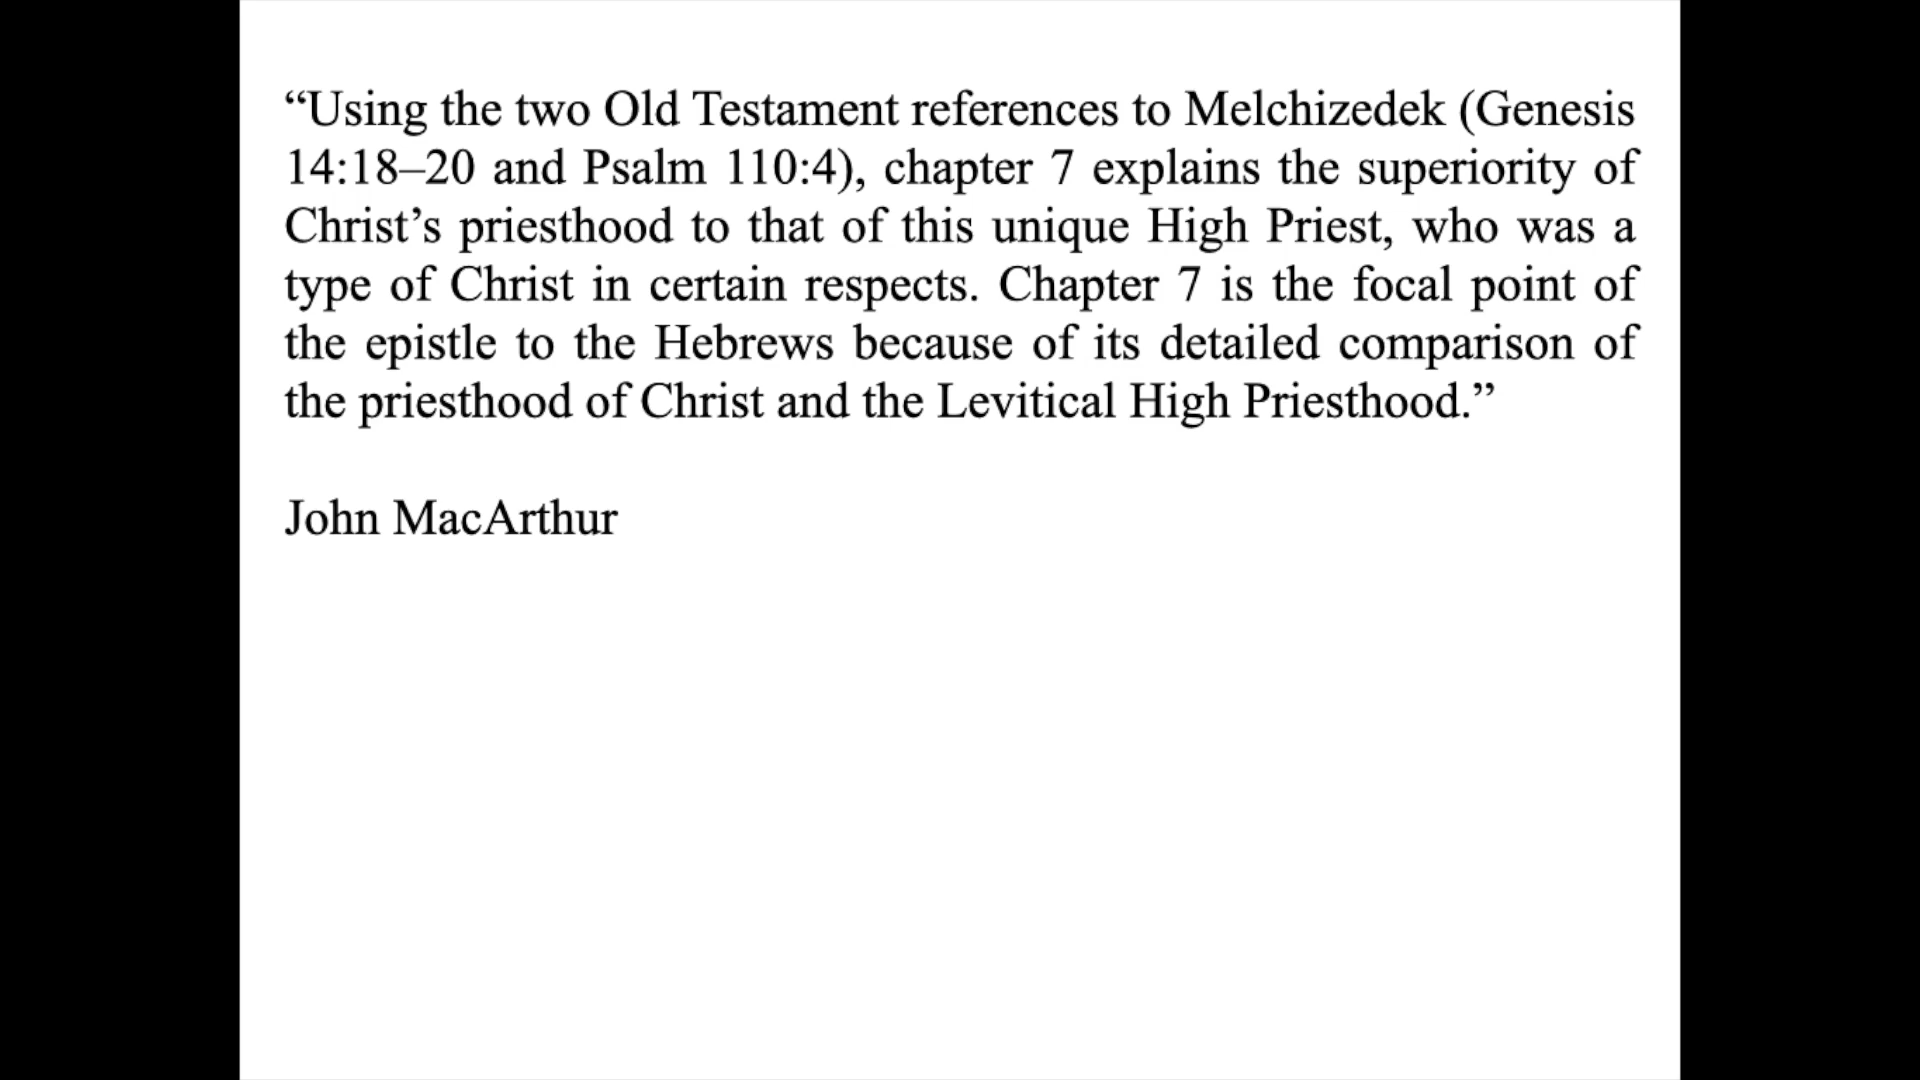 “Using the two Old Testament references to Melchizedek (Genesis
14:18–20 and Psalm 110:4), chapter 7 explains the superiority of
Christ’s priesthood to that of this unique High Priest, who was a
type of Christ in certain respects. Chapter 7 is the focal point of
the epistle to the Hebrews because of its detailed comparison of
the priesthood of Christ and the Levitical High Priesthood.”
John MacArthur